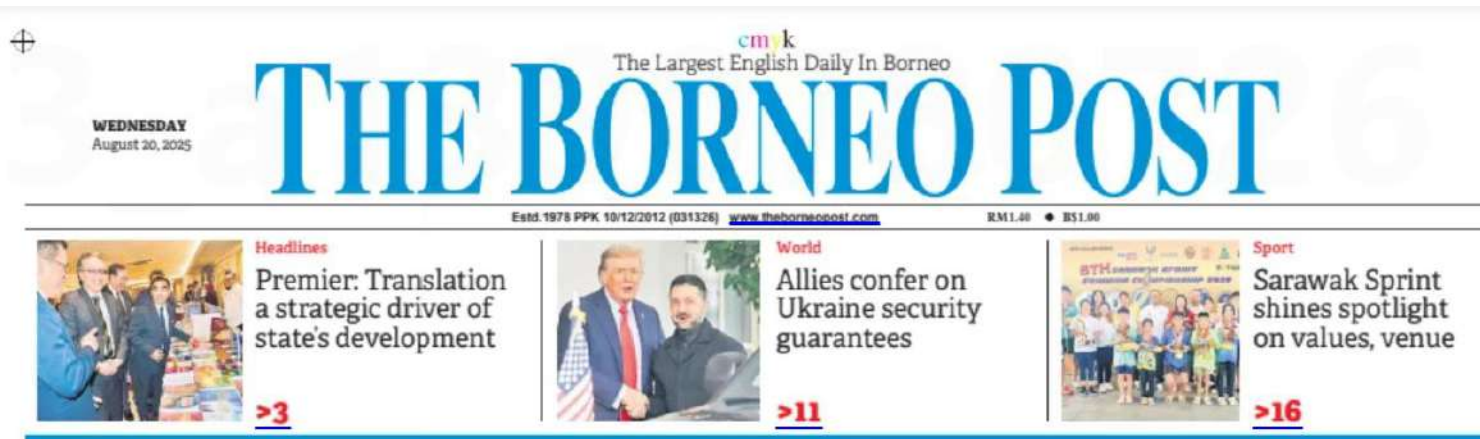 cmyk
The Largest English Daily In Borneo
THE BORNEO POST
WEDNESDAY
August 20, 2025
Estd.1978 PPK 10/12/2012 (031326) www.theborneopost.com RM1.40 ● B$1.00
Headlines
Premier: Translation
a strategic driver of
state's development
>3
World
Allies confer on
Ukraine security
guarantees
>11
Sport
Sarawak Sprint
shines spotlight
on values, venue
>16